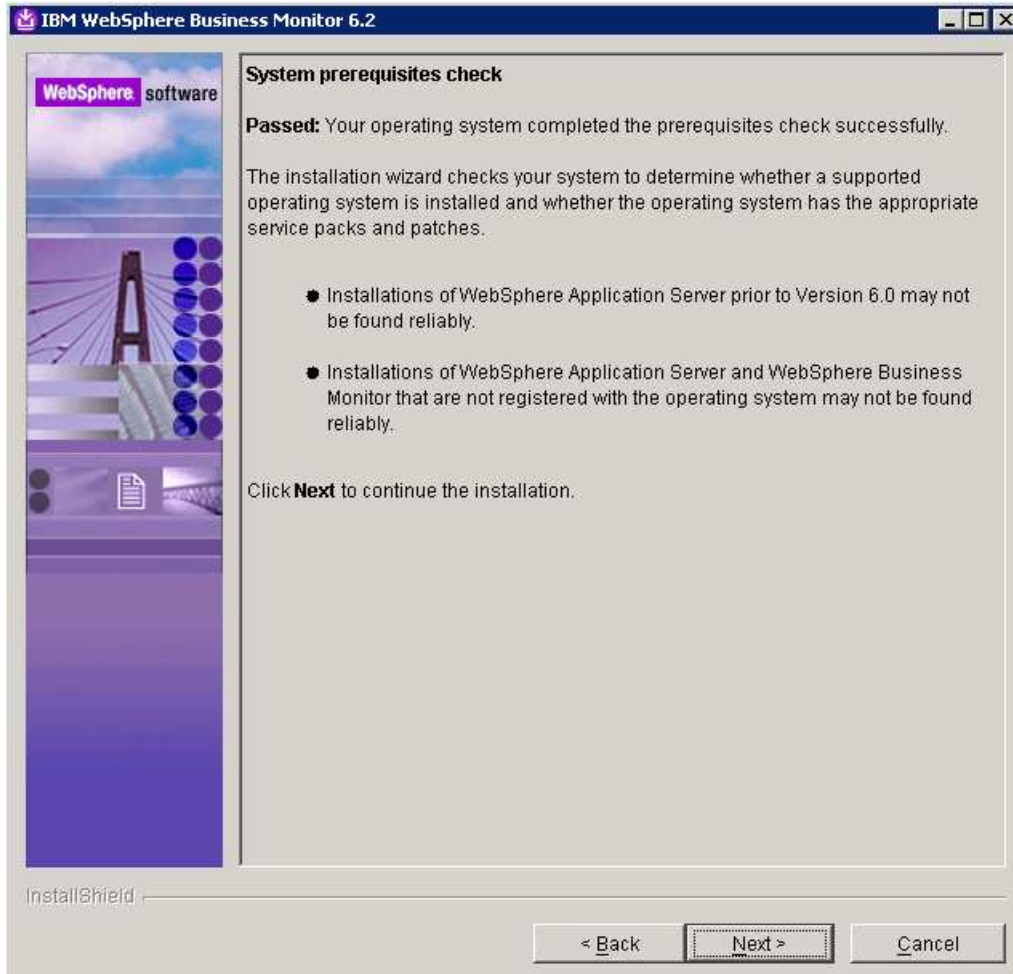 IBM WebSphere Business Monitor 6.2
WebSphere. software
System prerequisites check
Passed: Your operating system completed the prerequisites check successfully.
The installation wizard checks your system to determine whether a supported
operating system is installed and whether the operating system has the appropriate
service packs and patches.
Installations of WebSphere Application Server prior to Version 6.0 may not
be found reliably.
Installations of WebSphere Application Server and WebSphere Business
Monitor that are not registered with the operating system may not be found
reliably.
Click Next to continue the installation.
InstallShield
< Back Next > Cancel